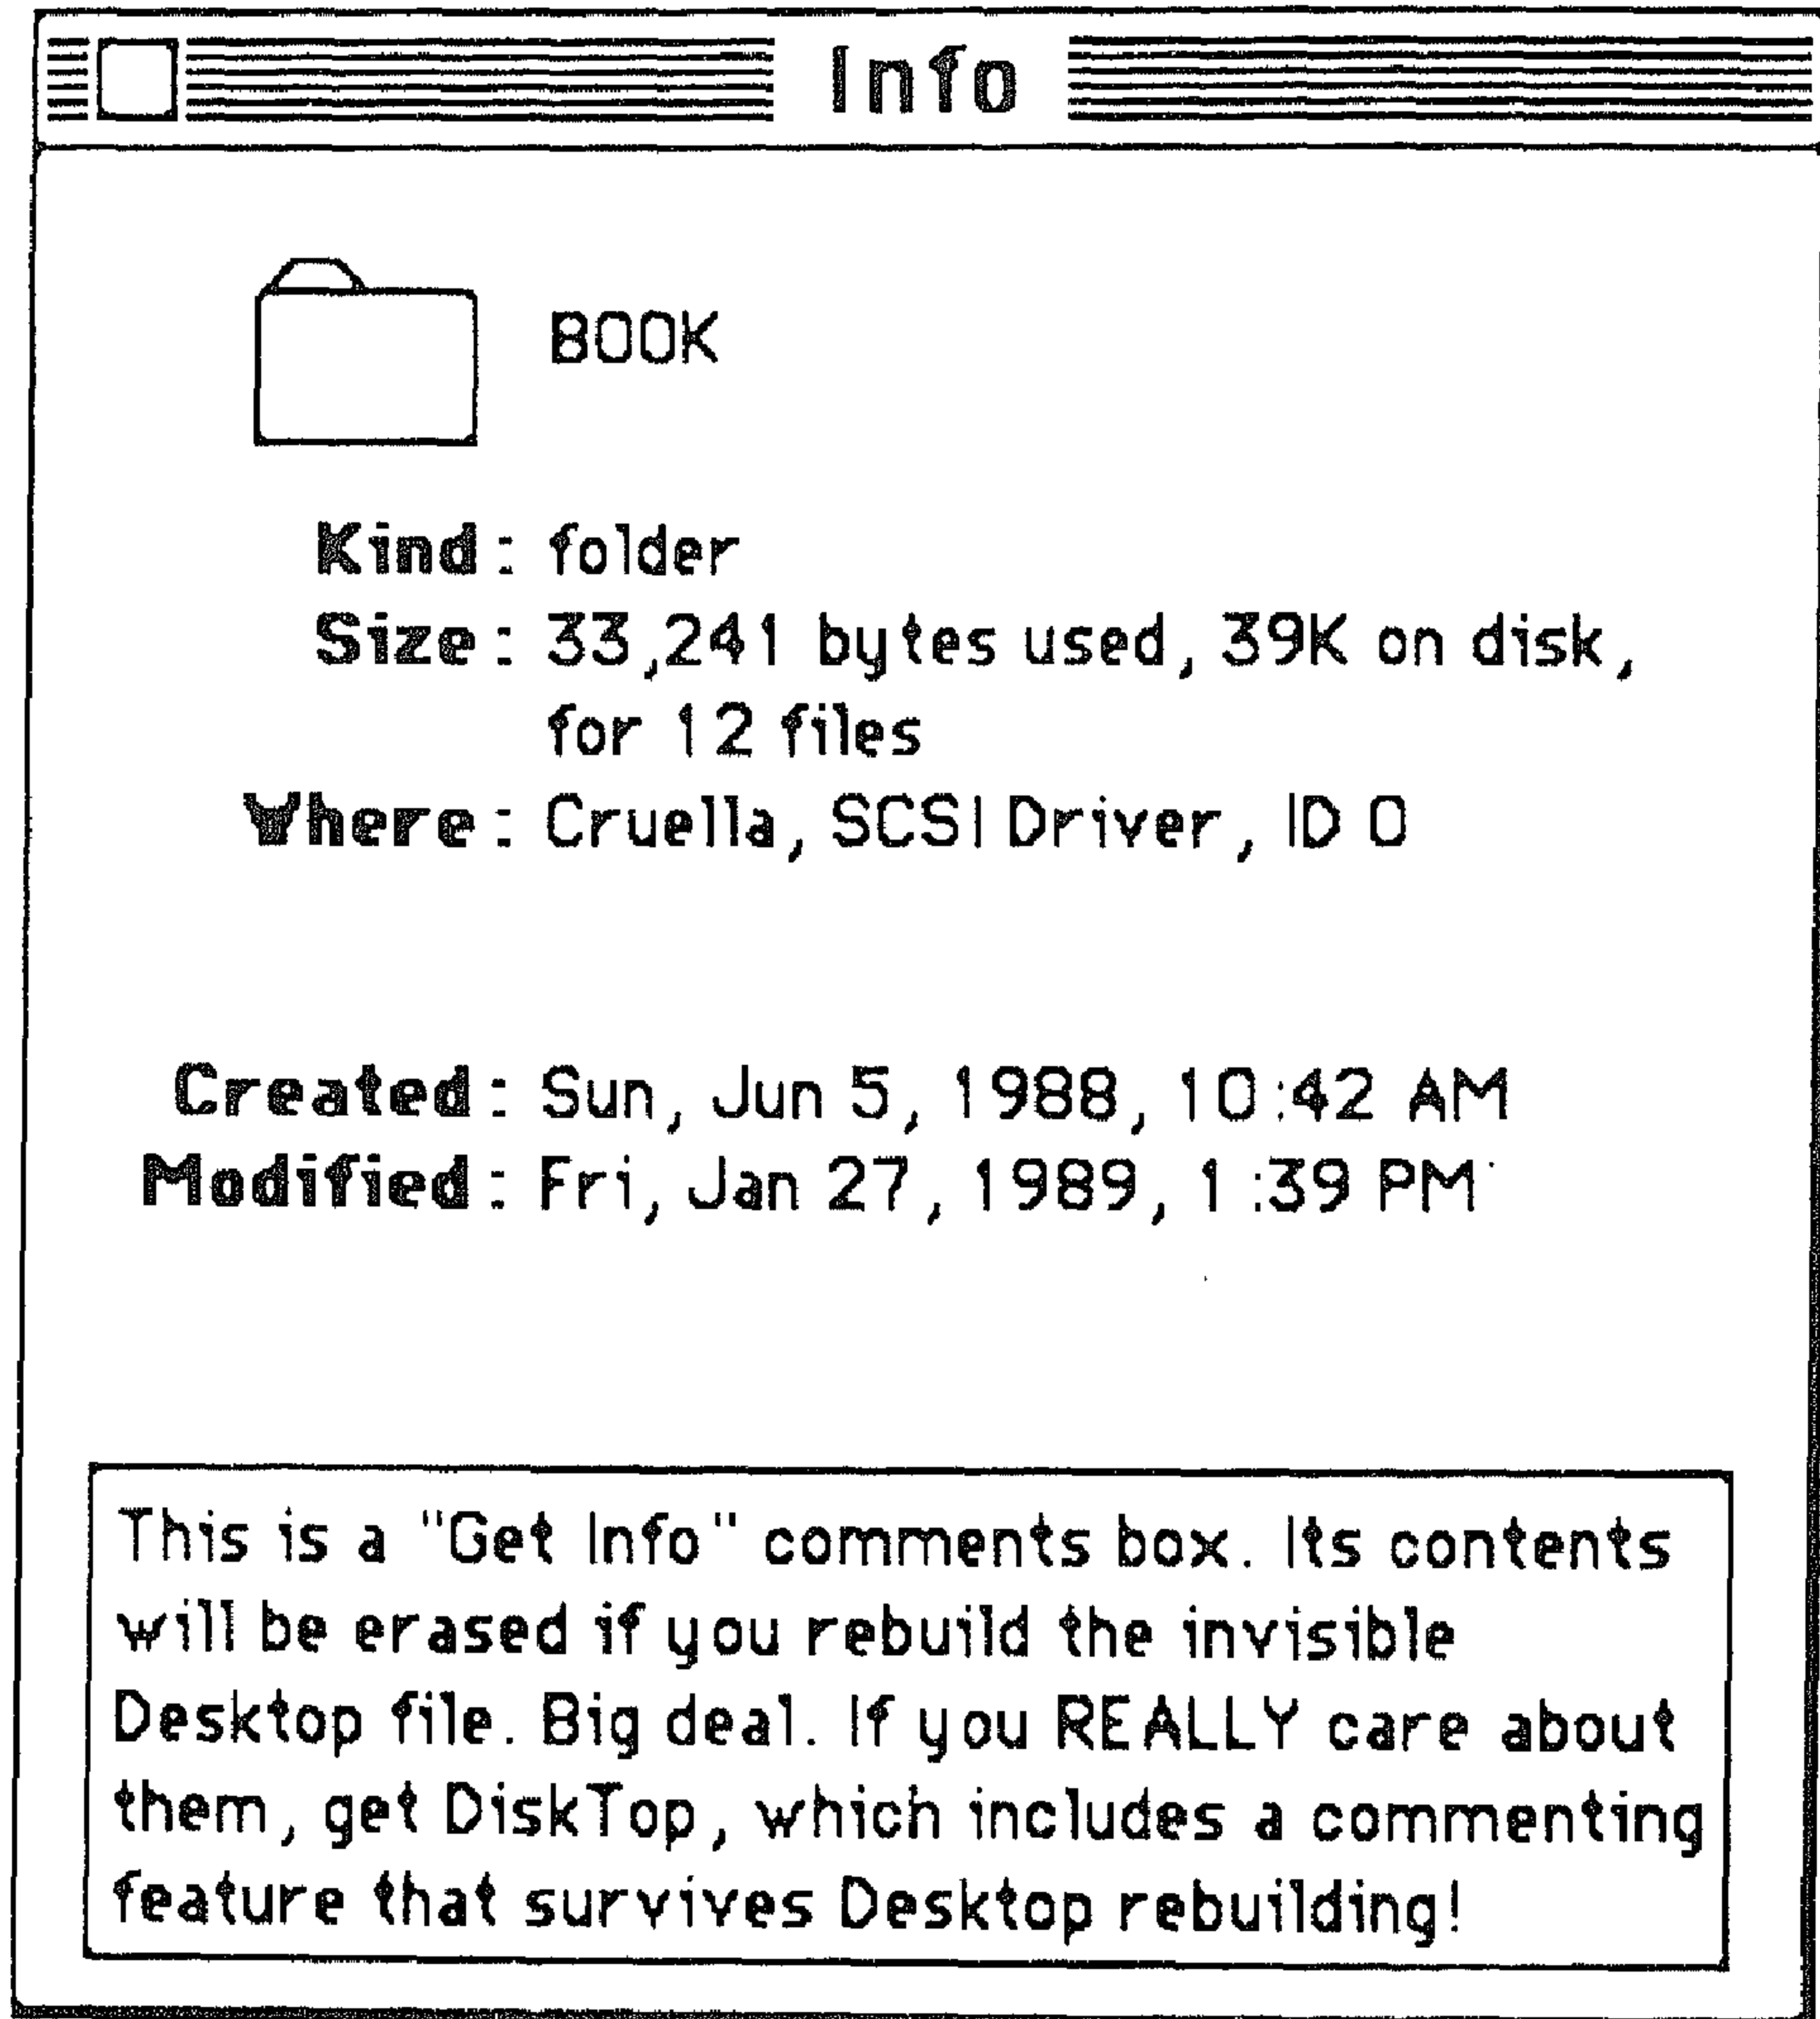 Info
BOOK
Kind: folder
Size: 33,241 bytes used, 39K on disk,
for 12 files
Where: Cruella, SCSI Driver, ID 0
Created: Sun, Jun 5, 1988, 10:42 AM
Modified: Fri, Jan 27, 1989, 1:39 PM
This is a "Get Info" comments box. Its contents
will be erased if you rebuild the invisible
Desktop file. Big deal. If you REALLY care about
them, get DiskTop, which includes a commenting
feature that survives Desktop rebuilding!